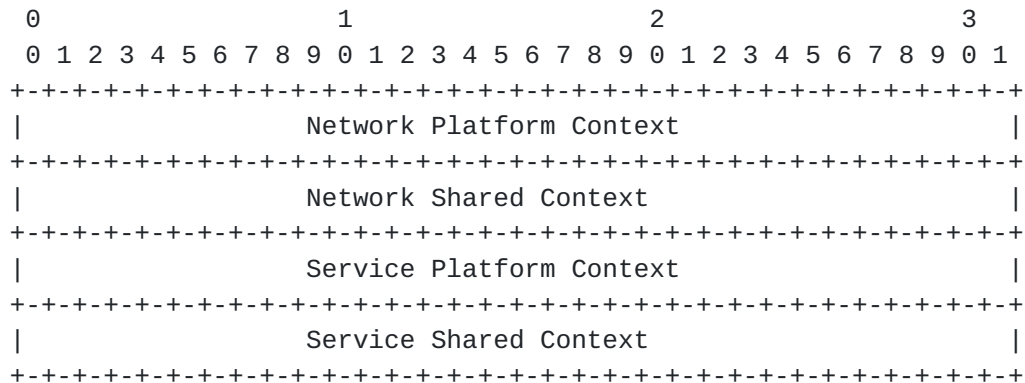 0                   1                   2                   3
 0 1 2 3 4 5 6 7 8 9 0 1 2 3 4 5 6 7 8 9 0 1 2 3 4 5 6 7 8 9 0 1
+-+-+-+-+-+-+-+-+-+-+-+-+-+-+-+-+-+-+-+-+-+-+-+-+-+-+-+-+-+-+-+-+
|                  Network Platform Context                     |
+-+-+-+-+-+-+-+-+-+-+-+-+-+-+-+-+-+-+-+-+-+-+-+-+-+-+-+-+-+-+-+-+
|                  Network Shared Context                       |
+-+-+-+-+-+-+-+-+-+-+-+-+-+-+-+-+-+-+-+-+-+-+-+-+-+-+-+-+-+-+-+-+
|                  Service Platform Context                     |
+-+-+-+-+-+-+-+-+-+-+-+-+-+-+-+-+-+-+-+-+-+-+-+-+-+-+-+-+-+-+-+-+
|                  Service Shared Context                       |
+-+-+-+-+-+-+-+-+-+-+-+-+-+-+-+-+-+-+-+-+-+-+-+-+-+-+-+-+-+-+-+-+